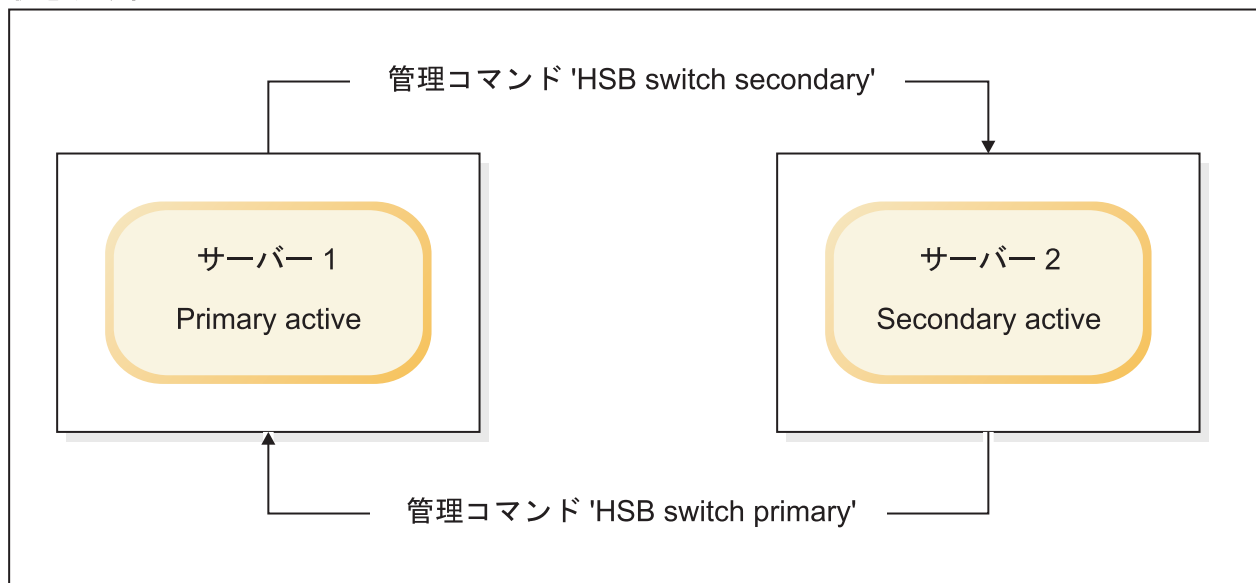 管理コマンド 'HSB switch secondary'
サーバー 1
Primary active
サーバー 2
Secondary active
管理コマンド 'HSB switch primary'